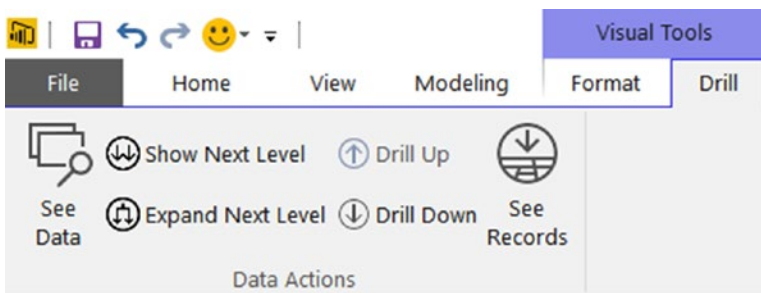 Visual Tools
File Home View Modeling Format Drill
Show Next Level Drill Up
Expand Next Level Drill Down
See Data
See Records
Data Actions